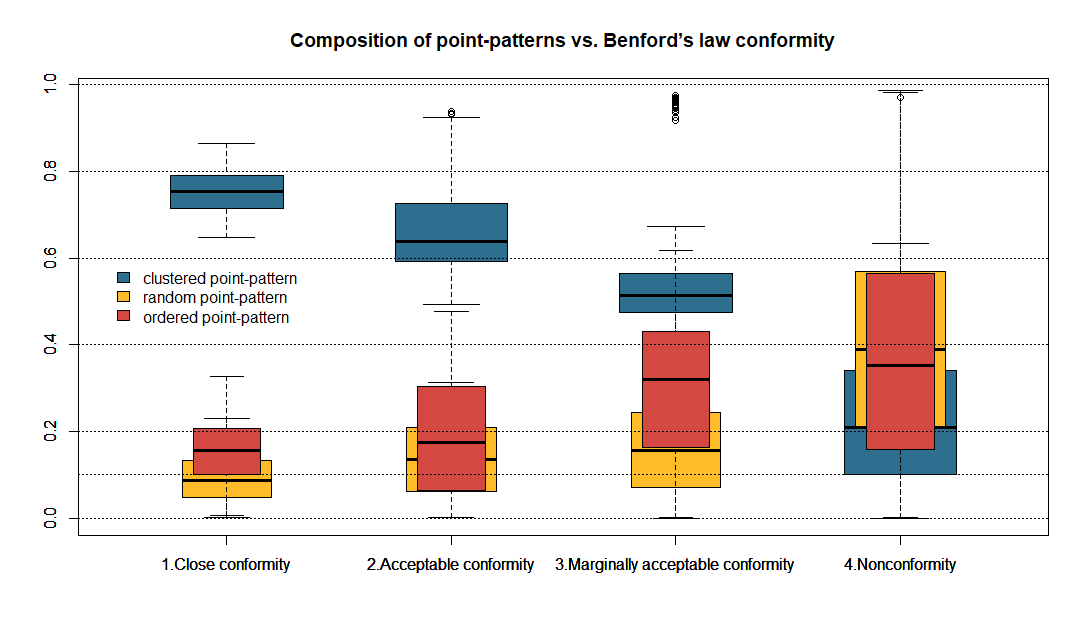 Composition of point-patterns vs. Benford’s law conformity
1.0
0.8
0.6
0.4
0.2
0.0
clustered point-pattern
random point-pattern
ordered point-pattern
1.Close conformity 2.Acceptable conformity 3.Marginally acceptable conformity 4.Nonconformity